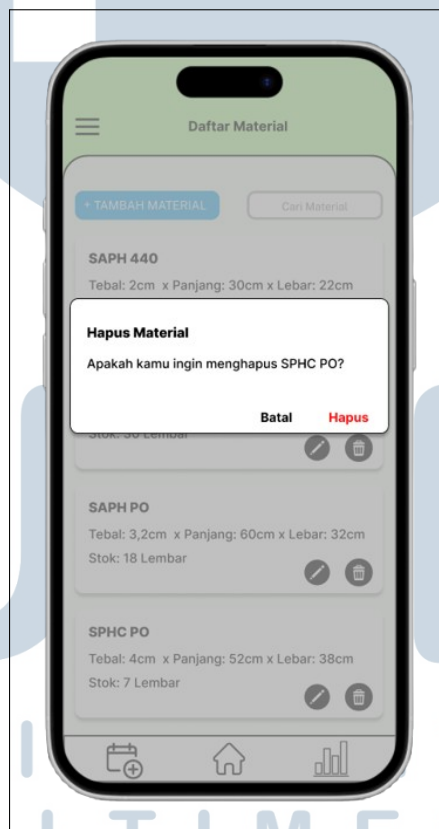 Daftar Material
+ TAMBAH MATERIAL
Cari Material
SAPH 440
Tebal: 2cm x Panjang: 30cm x Lebar: 22cm
Hapus Material
Apakah kamu ingin menghapus SPHC PO?
Batal Hapus
Stok: 30 Lembar
SAPH PO
Tebal: 3,2cm x Panjang: 60cm x Lebar: 32cm
Stok: 18 Lembar
SPHC PO
Tebal: 4cm x Panjang: 52cm x Lebar: 38cm
Stok: 7 Lembar